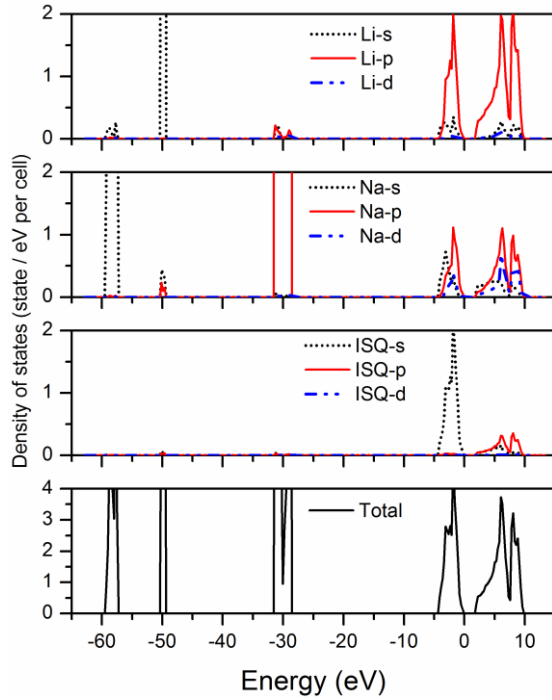 2
1
0
Li-s
Li-p
Li-d
2
1
0
Na-s
Na-p
Na-d
2
1
0
ISQ-s
ISQ-p
ISQ-d
4
3
2
1
0
Total
-60 -50 -40 -30 -20 -10 0 10
Energy (eV)
Density of states (state / eV per cell)